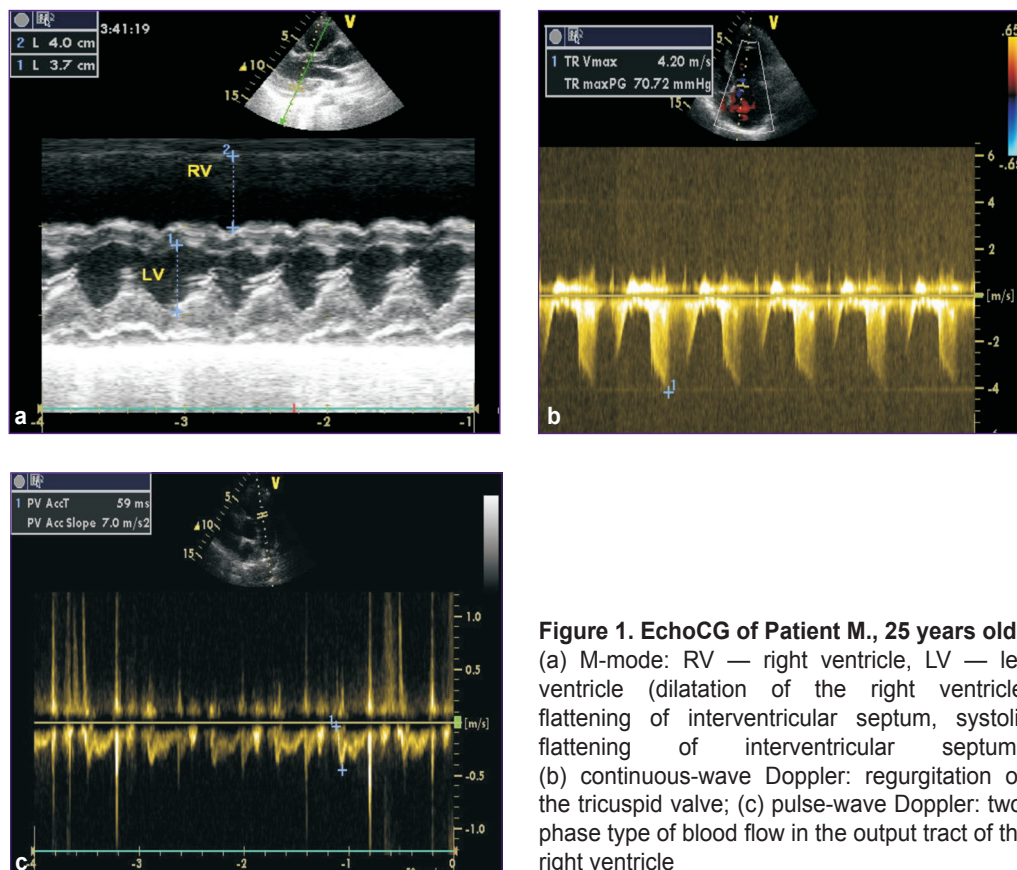 2 L 4.0 cm
1 L 3.7 cm
3:41:19
V
5
▲10
15
2
RV
1
LV
-4
-3
-2
-1
a
1 TR Vmax 4.20 m/s
TR maxPG 70.72 mmHg
V
5
15
.65
-.65
6
4
2
[m/s]
-2
-4
1
b
1 PV AccT 59 ms
PV Acc Slope 7.0 m/s2
V
5
▲10
15
1.0
0.5
1
[m/s]
-0.5
-1.0
-4
-3
-2
-1
0
c
Figure 1. EchoCG of Patient M., 25 years old
(a) M-mode: RV — right ventricle, LV — le
ventricle (dilatation of the right ventricle
flattening of interventricular septum, systoli
flattening of interventricular septum
(b) continuous-wave Doppler: regurgitation o
the tricuspid valve; (c) pulse-wave Doppler: two
phase type of blood flow in the output tract of th
right ventricle